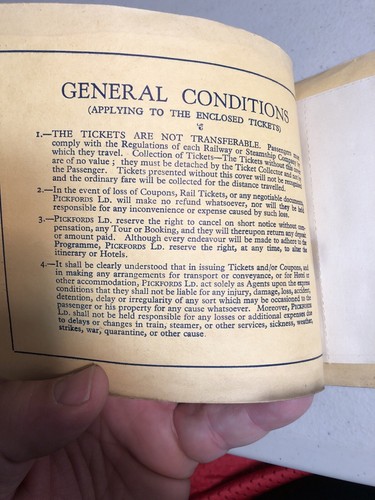 GENERAL CONDITIONS
(APPLYING TO THE ENCLOSED TICKETS)
1.—THE TICKETS ARE NOT TRANSFERABLE. Passengers must
comply with the Regulations of each Railway or Steamship Company
which they travel. Collection of Tickets—The Tickets without this cover
are of no value; they must be detached by the Ticket Collector and
the Passenger. Tickets presented without this cover will not be recognised
and the ordinary fare will be collected for the distance travelled.
2.—In the event of loss of Coupons, Rail Tickets, or any negotiable documents,
PICKFORDS LD. will make no refund whatsoever, nor will they be held
responsible for any inconvenience or expense caused by such loss.
3.—PICKFORDS LD. reserve the right to cancel on short notice without com-
pensation, any Tour or Booking, and they will thereupon return any deposit
or amount paid. Although every endeavour will be made to adhere to the
Programme, PICKFORDS LD. reserve the right, at any time, to alter the
itinerary or Hotels.
4.—It shall be clearly understood that in issuing Tickets and/or Coupons, and
in making any arrangements for transport or conveyance, or for Hotel or
other accommodation, PICKFORDS LD. act solely as Agents upon the express
conditions that they shall not be liable for any injury, damage, loss, accident,
detention, delay or irregularity of any sort which may be occasioned to the
passenger or his property for any cause whatsoever. Moreover, PICKFORDS
LD. shall not be held responsible for any losses or additional expenses due
to delays or changes in train, steamer, or other services, sickness, weather,
strikes, war, quarantine, or other cause.